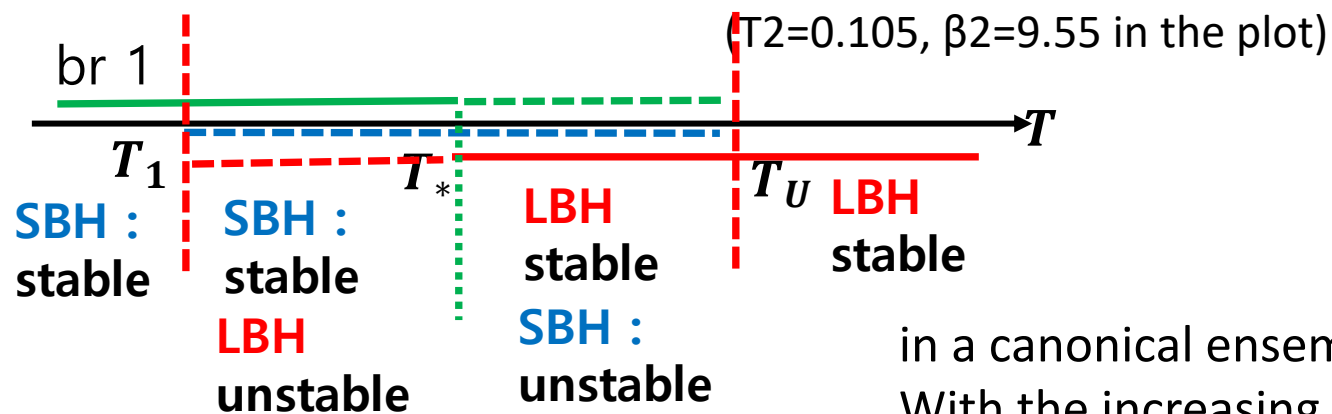 (T2=0.105, β2=9.55 in the plot)
br 1
T
T₁
T*
T_U
SBH :
stable
SBH :
stable
LBH
unstable
LBH
stable
SBH :
unstable
LBH
stable
in a canonical ensem
With the increasing